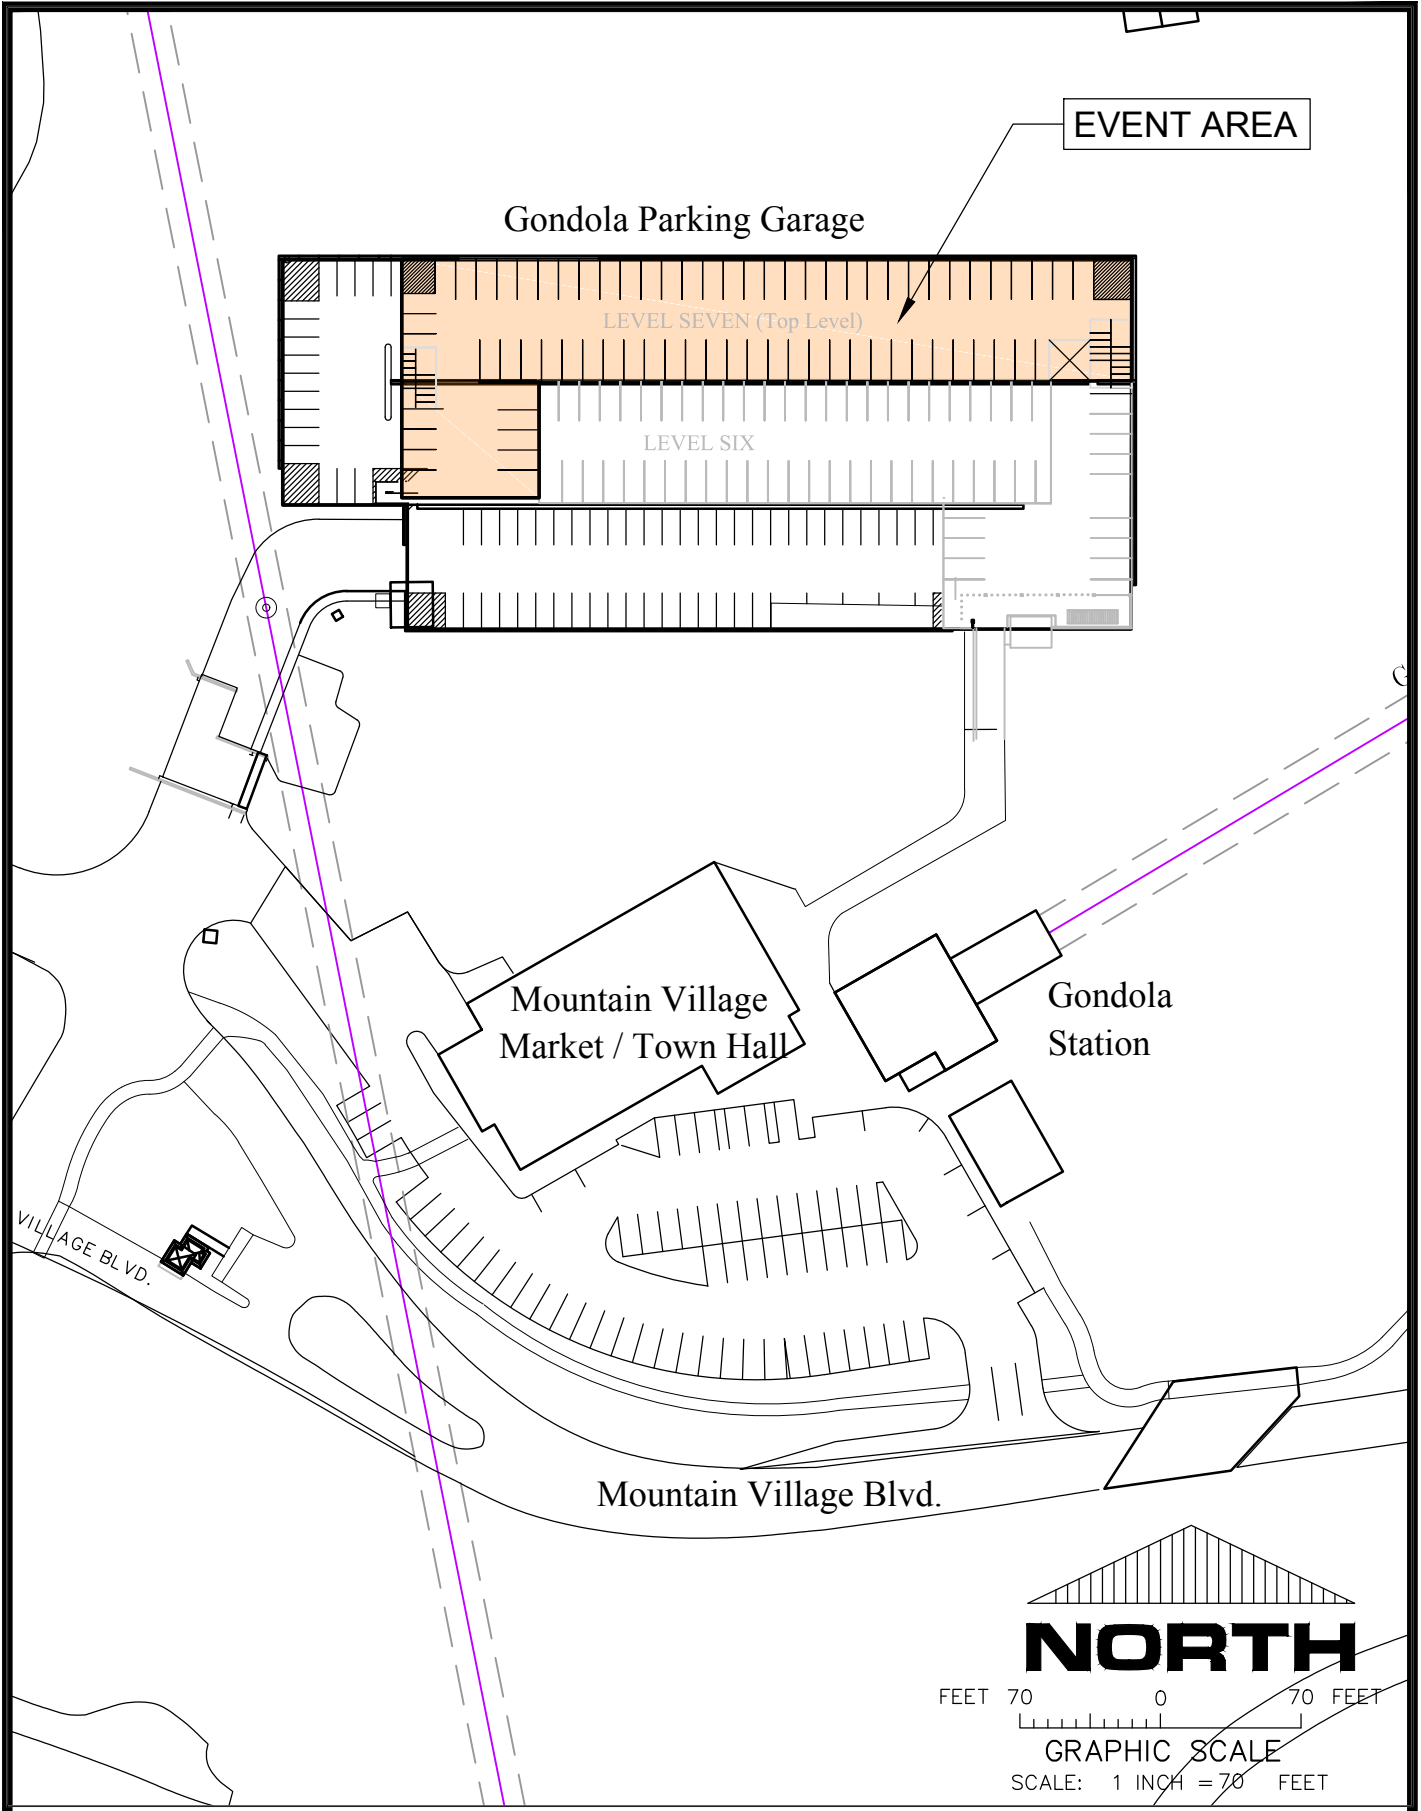 EVENT AREA
Gondola Parking Garage
LEVEL SEVEN (Top Level)
LEVEL SIX
G
Mountain Village
Market / Town Hall
Gondola
Station
VILLAGE BLVD.
Mountain Village Blvd.
NORTH
FEET 70 0 70 FEET
GRAPHIC SCALE
SCALE: 1 INCH = 70 FEET